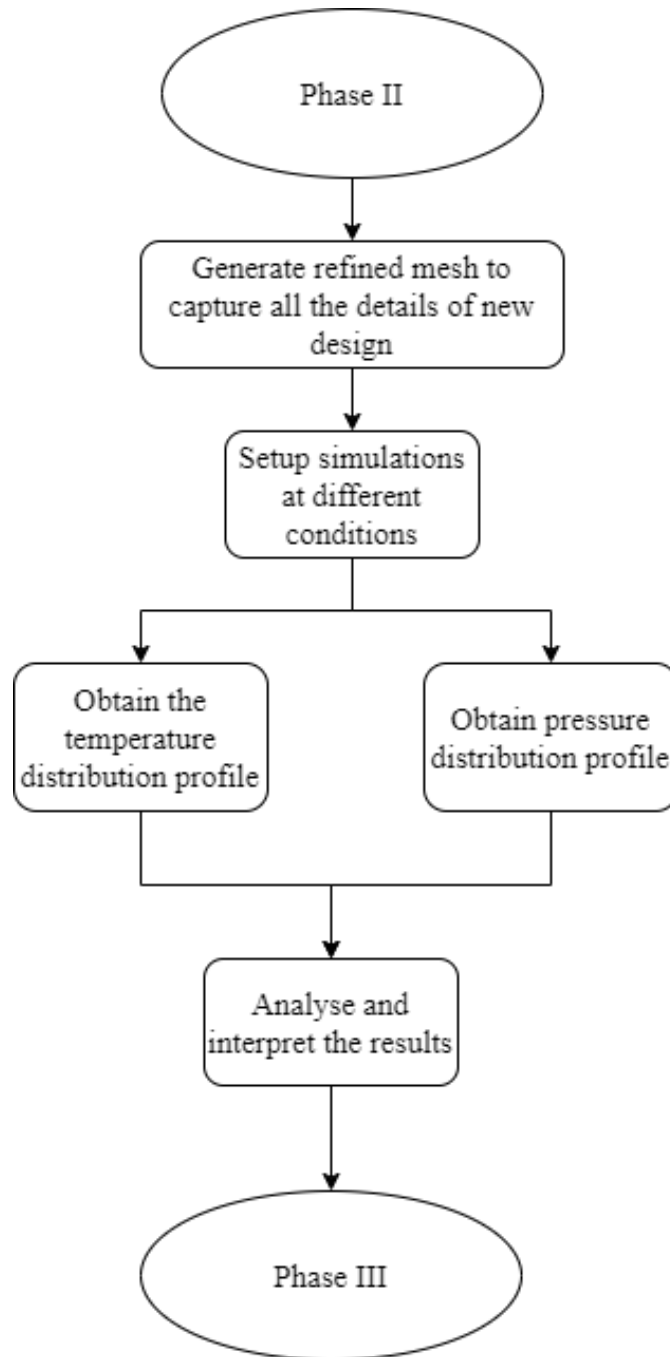 Phase II
Generate refined mesh to
capture all the details of new
design
Setup simulations
at different
conditions
Obtain the
temperature
distribution profile
Obtain pressure
distribution profile
Analyse and
interpret the results
Phase III